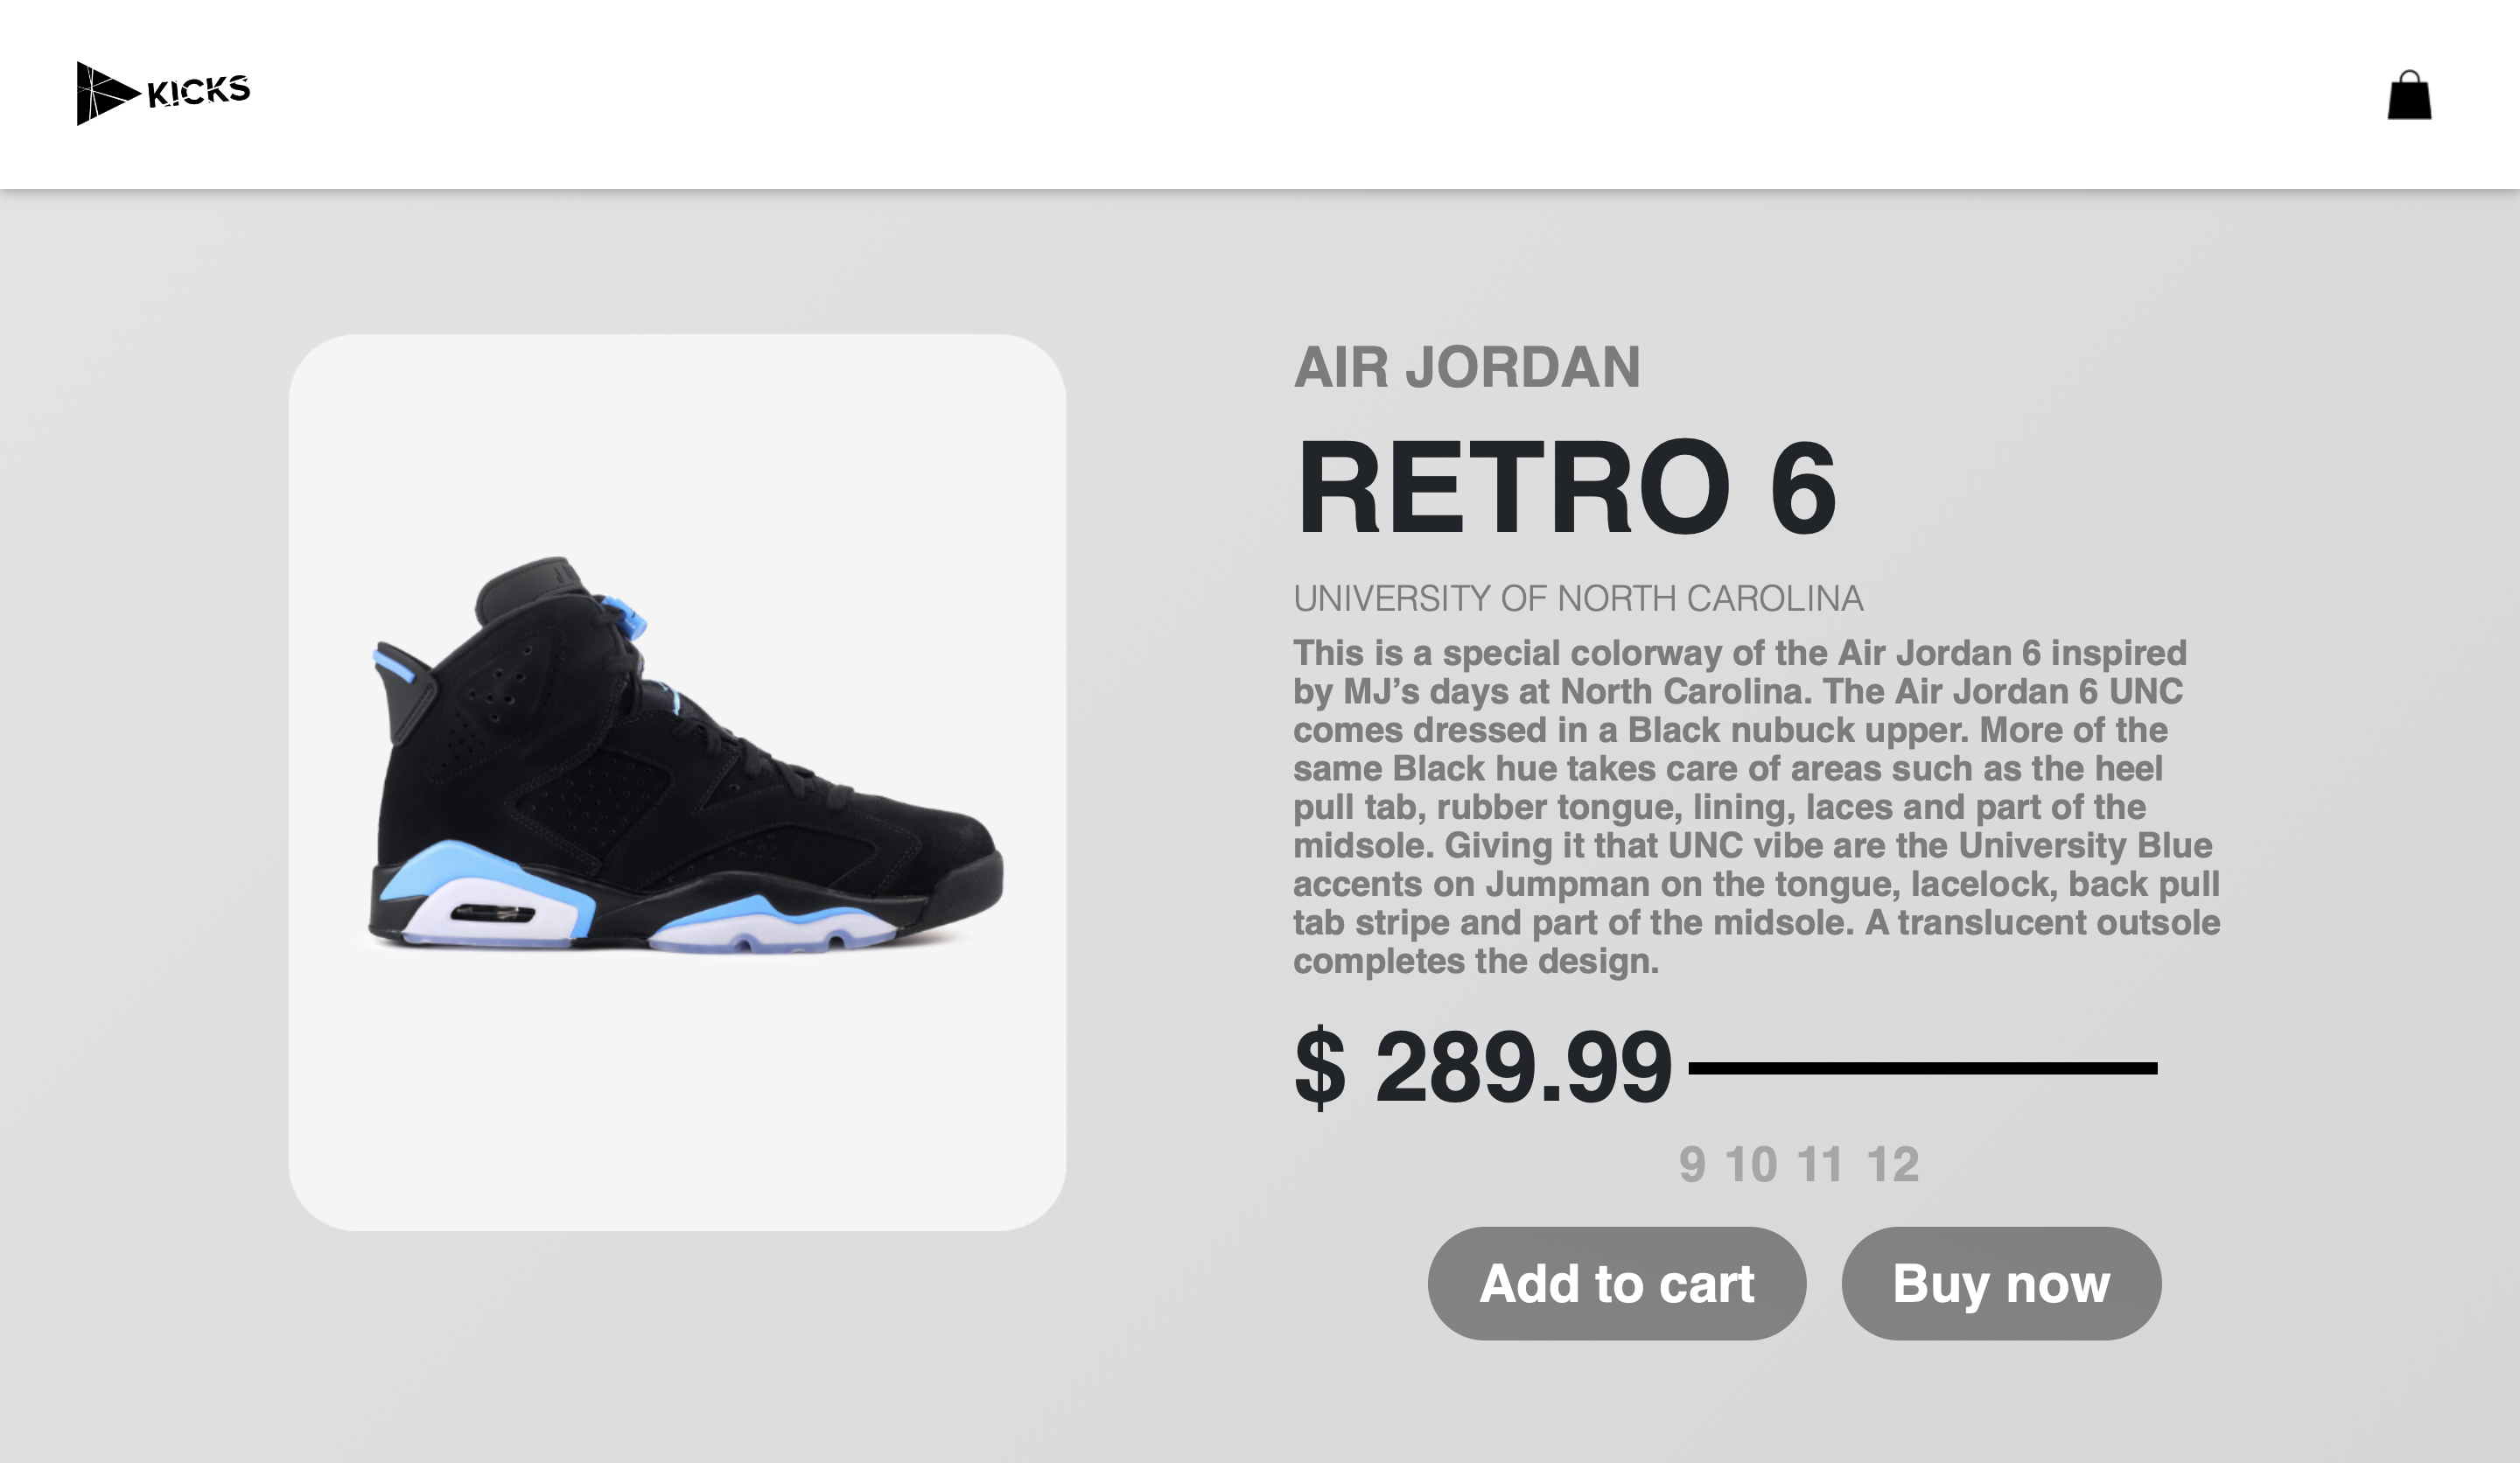 KICKS
AIR JORDAN
RETRO 6
UNIVERSITY OF NORTH CAROLINA
This is a special colorway of the Air Jordan 6 inspired
by MJ’s days at North Carolina. The Air Jordan 6 UNC
comes dressed in a Black nubuck upper. More of the
same Black hue takes care of areas such as the heel
pull tab, rubber tongue, lining, laces and part of the
midsole. Giving it that UNC vibe are the University Blue
accents on Jumpman on the tongue, lacelock, back pull
tab stripe and part of the midsole. A translucent outsole
completes the design.
$ 289.99
9 10 11 12
Add to cart Buy now